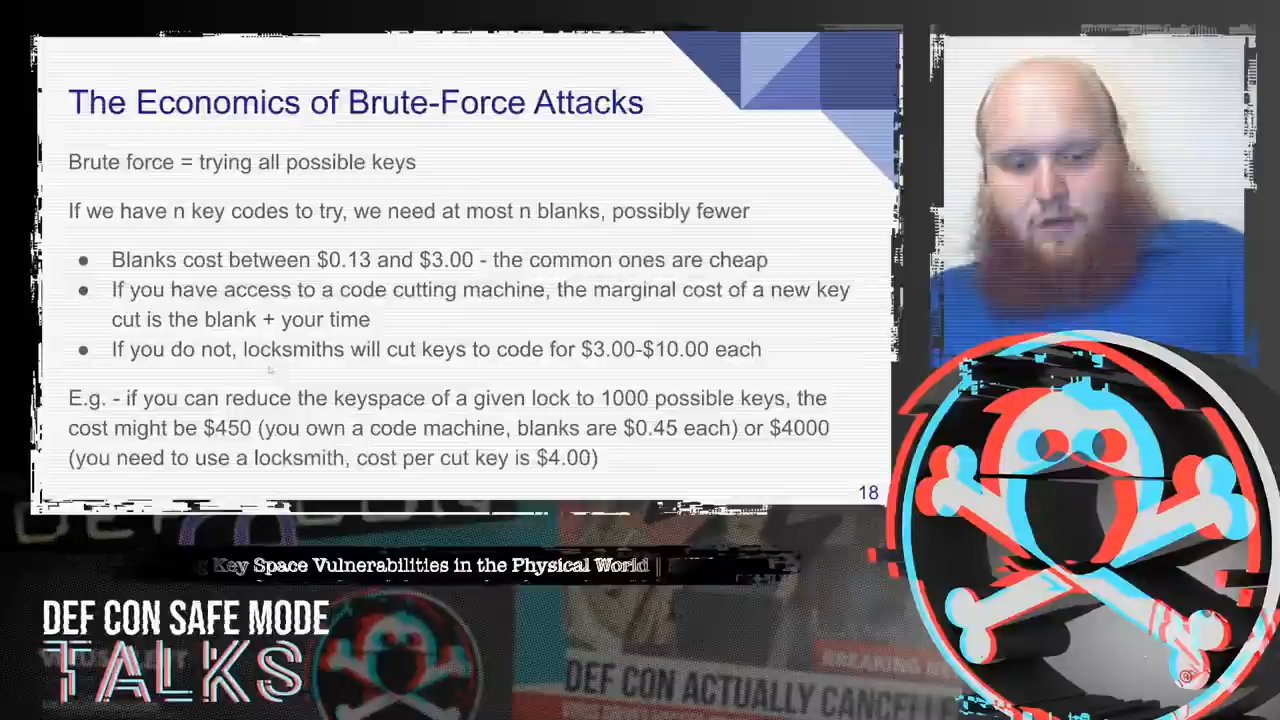 The Economics of Brute-Force Attacks
Brute force = trying all possible keys
If we have n key codes to try, we need at most n blanks, possibly fewer
● Blanks cost between $0.13 and $3.00 - the common ones are cheap
● If you have access to a code cutting machine, the marginal cost of a new key
cut is the blank + your time
● If you do not, locksmiths will cut keys to code for $3.00-$10.00 each
E.g. - if you can reduce the keyspace of a given lock to 1000 possible keys, the
cost might be $450 (you own a code machine, blanks are $0.45 each) or $4000
(you need to use a locksmith, cost per cut key is $4.00)
18
Key Space Vulnerabilities in the Physical World |
DEF CON SAFE MODE
TALKS
DEF CON
BREAKING NE
DEF CON ACTUALLY CANCELLE